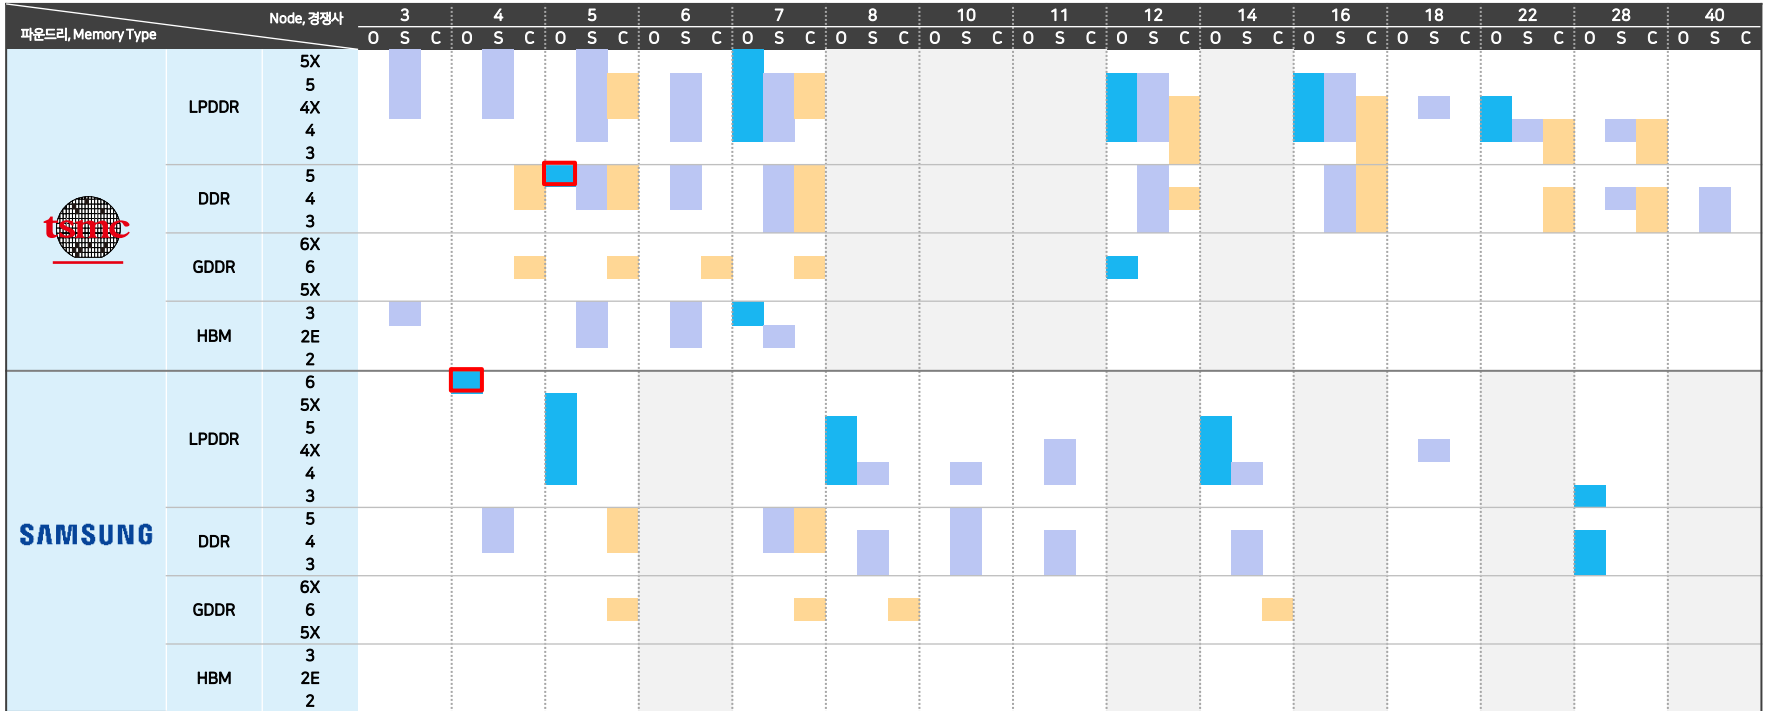 Node, 경쟁사 3 4 5 6 7 8 10 11 12 14 16 18 22 28 40
파운드리, Memory Type O S C O S C O S C O S C O S C O S C O S C O S C O S C O S C O S C O S C O S C O S C O S C
5X
5
LPDDR 4X
4
3
5
DDR 4
3
tsmc
6X
GDDR 6
5X
3
HBM 2E
2
6
5X
5
LPDDR 4X
4
3
5
SAMSUNG DDR 4
3
6X
GDDR 6
5X
3
HBM 2E
2